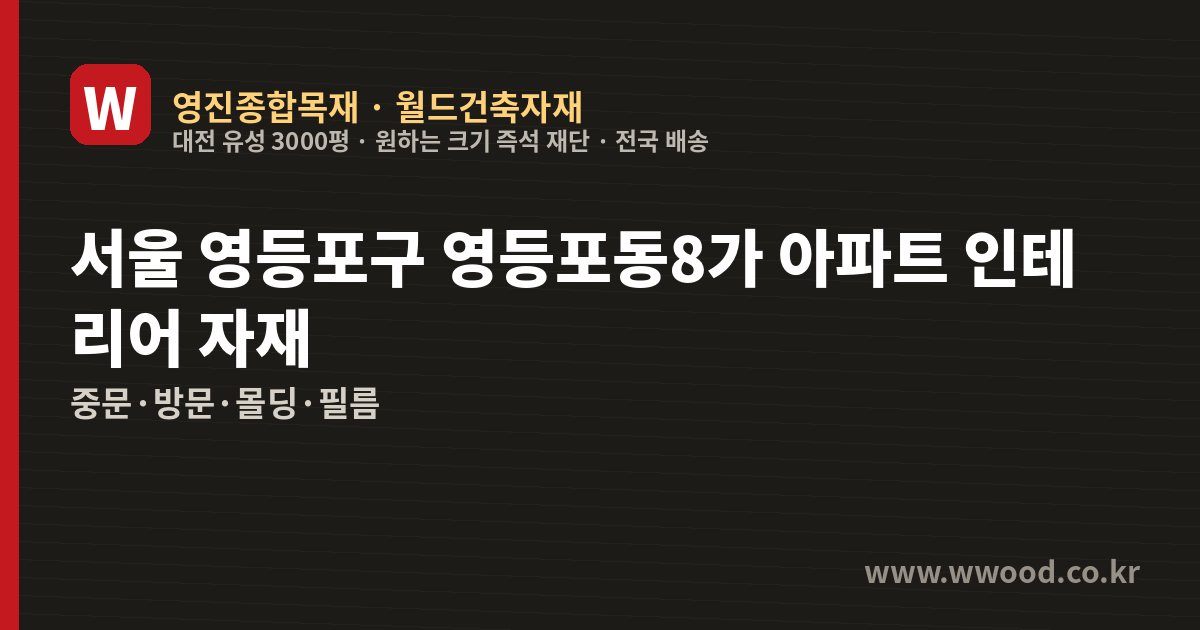 W
영진종합목재 · 월드건축자재
대전 유성 3000평 · 원하는 크기 즉석 재단 · 전국 배송
서울 영등포구 영등포동8가 아파트 인테
리어 자재
중문·방문·몰딩·필름
www.wwood.co.kr